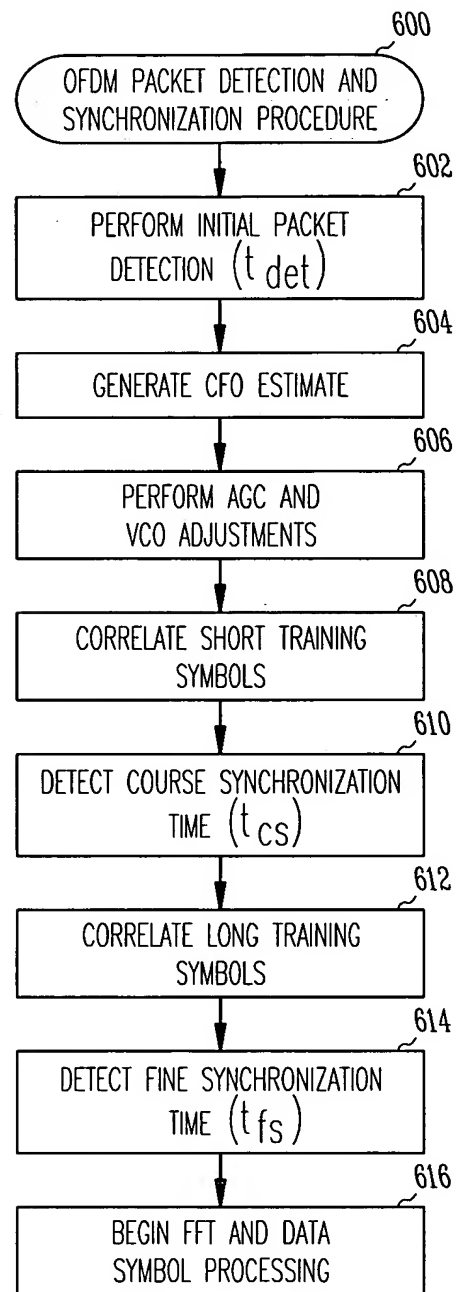 600
OFDM PACKET DETECTION AND
SYNCHRONIZATION PROCEDURE
602
PERFORM INITIAL PACKET
DETECTION (t det)
604
GENERATE CFO ESTIMATE
606
PERFORM AGC AND
VCO ADJUSTMENTS
608
CORRELATE SHORT TRAINING
SYMBOLS
610
DETECT COURSE SYNCHRONIZATION
TIME (t cs)
612
CORRELATE LONG TRAINING
SYMBOLS
614
DETECT FINE SYNCHRONIZATION
TIME (t fs)
616
BEGIN FFT AND DATA
SYMBOL PROCESSING